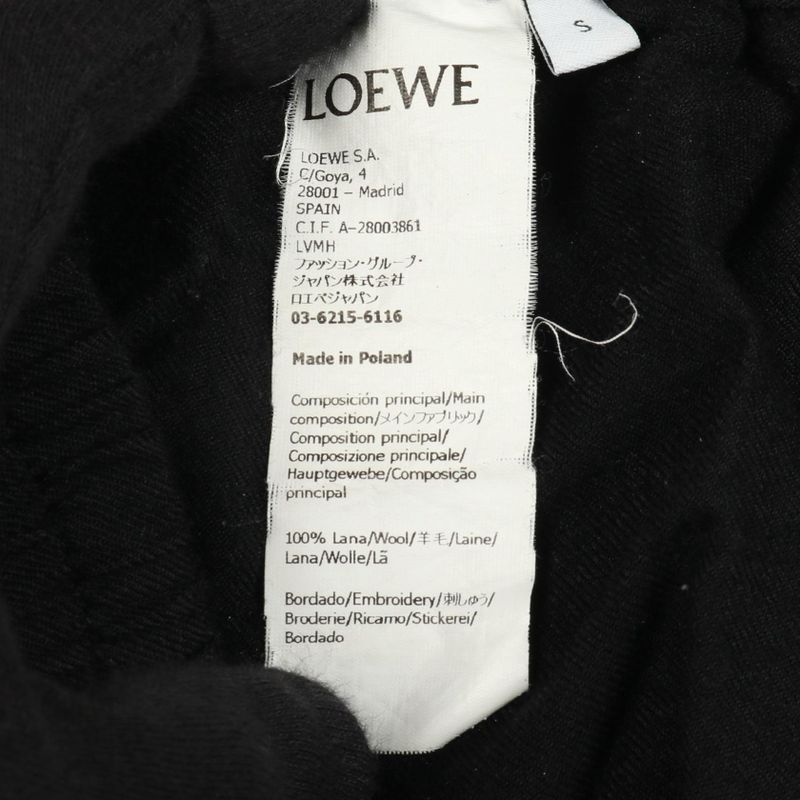 S
LOEWE
LOEWE S.A.
C/Goya, 4
28001 – Madrid
SPAIN
C.I.F. A-28003861
LVMH
ファッション・グループ・
ジャパン株式会社
ロエベジャパン
03-6215-6116
Made in Poland
Composición principal/Main
composition/メインファブリック/
Composition principal/
Composizione principale/
Hauptgewebe/Composição
principal
100% Lana/Wool/羊毛/Laine/
Lana/Wolle/Lã
Bordado/Embroidery/刺しゅう/
Broderie/Ricamo/Stickerei/
Bordado